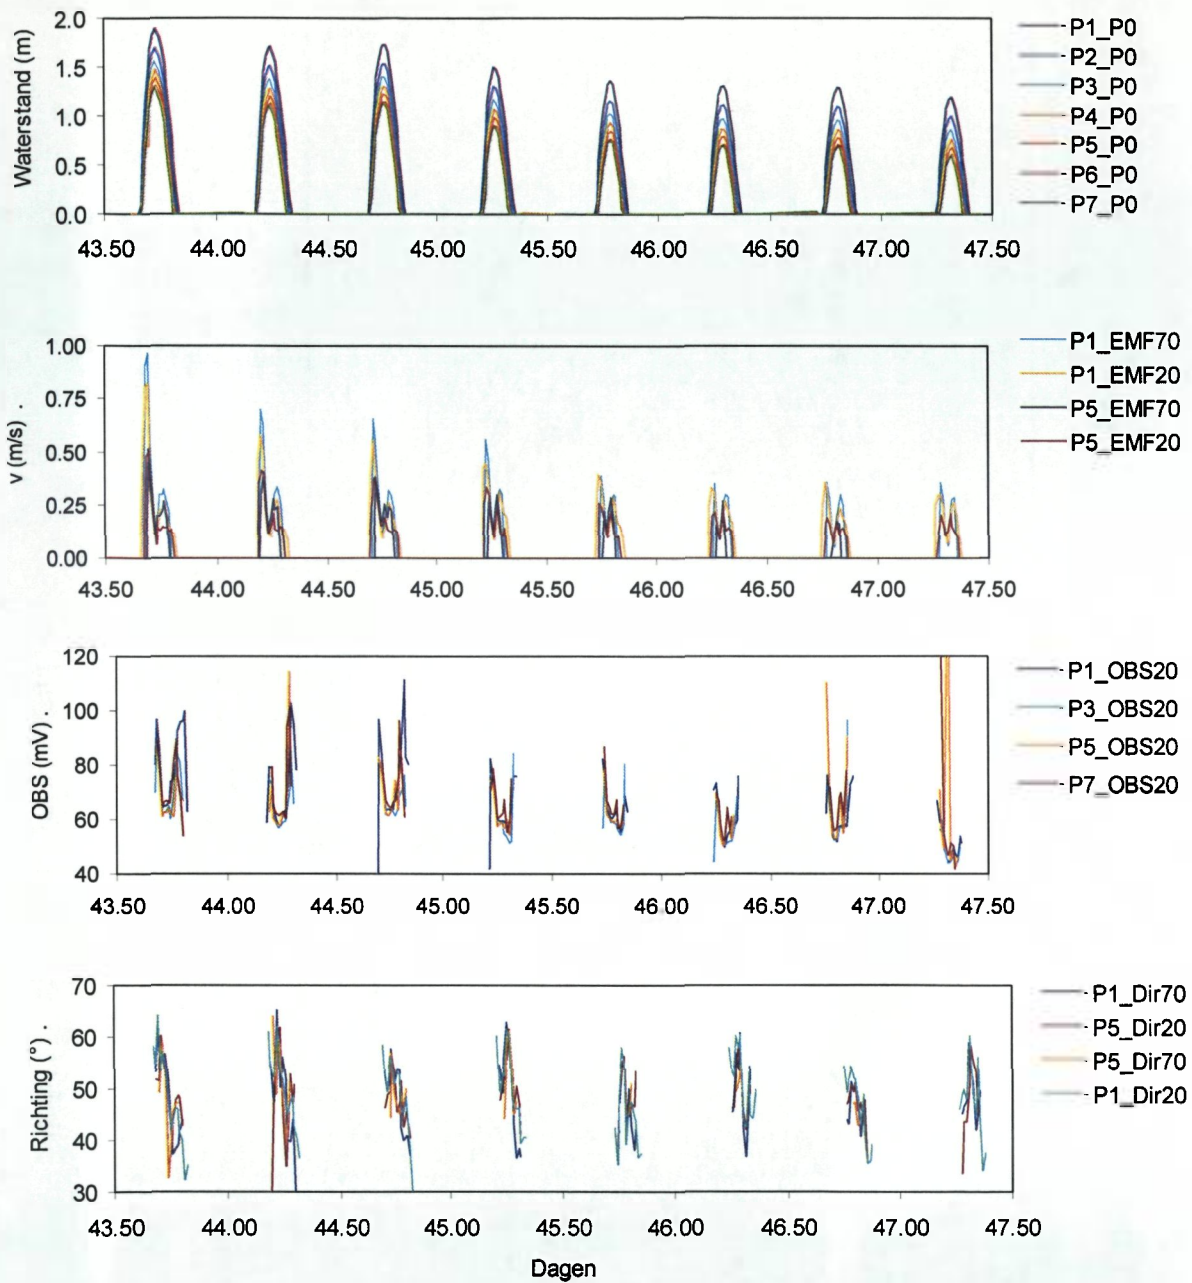 Waterstand (m)
2.0
1.5
1.0
0.5
0.0
43.50 44.00 44.50 45.00 45.50 46.00 46.50 47.00 47.50
P1_P0
P2_P0
P3_P0
P4_P0
P5_P0
P6_P0
P7_P0
v (m/s) .
1.00
0.75
0.50
0.25
0.00
43.50 44.00 44.50 45.00 45.50 46.00 46.50 47.00 47.50
P1_EMF70
P1_EMF20
P5_EMF70
P5_EMF20
OBS (mV) .
120
100
80
60
40
43.50 44.00 44.50 45.00 45.50 46.00 46.50 47.00 47.50
P1_OBS20
P3_OBS20
P5_OBS20
P7_OBS20
Richting (°) .
70
60
50
40
30
43.50 44.00 44.50 45.00 45.50 46.00 46.50 47.00 47.50
P1_Dir70
P5_Dir20
P5_Dir70
P1_Dir20
Dagen